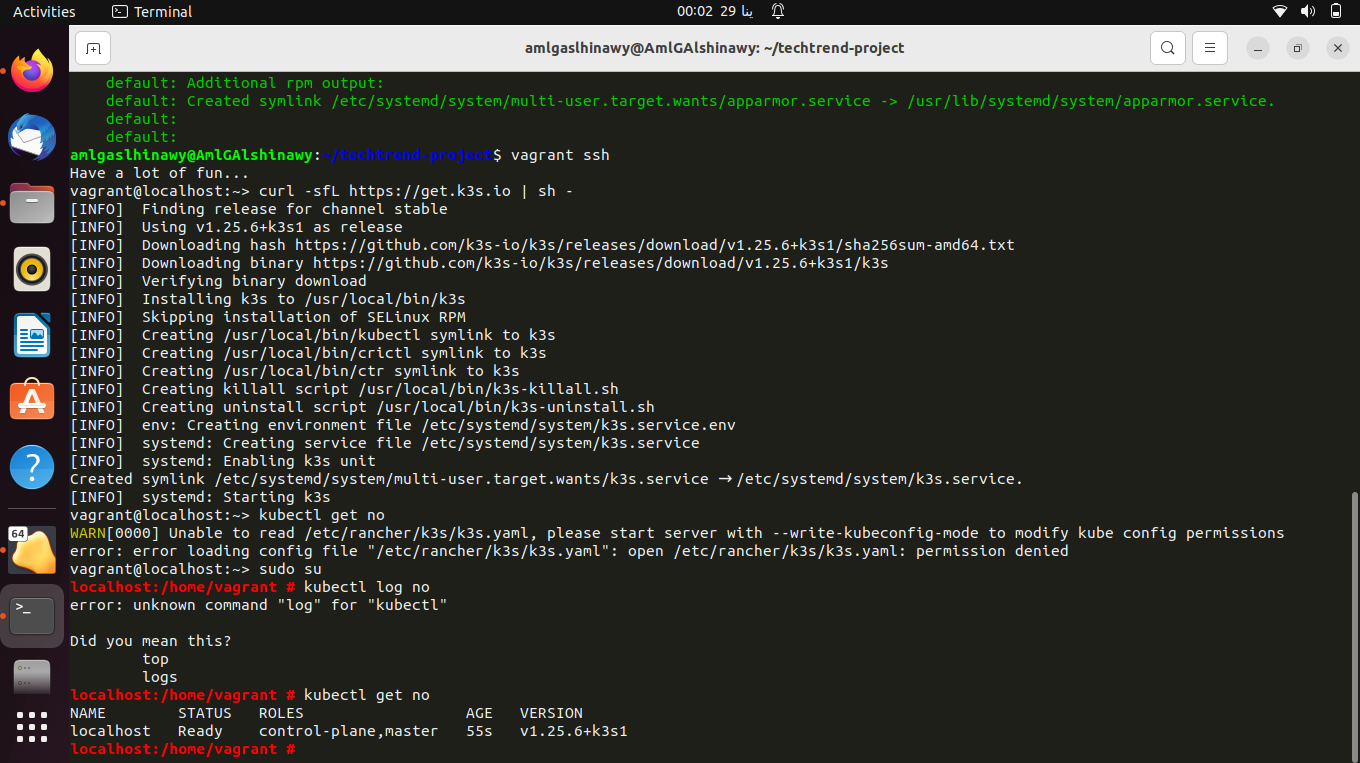 Activities
Terminal
00:02 29 ينا
amlgaslhinawy@AmlGAlshinawy: ~/techtrend-project
default: Additional rpm output:
default: Created symlink /etc/systemd/system/multi-user.target.wants/apparmor.service -> /usr/lib/systemd/system/apparmor.service.
default:
default:
amlgaslhinawy@AmlGAlshinawy:~/techtrend-project$ vagrant ssh
Have a lot of fun...
vagrant@localhost:~> curl -sfL https://get.k3s.io | sh -
[INFO]  Finding release for channel stable
[INFO]  Using v1.25.6+k3s1 as release
[INFO]  Downloading hash https://github.com/k3s-io/k3s/releases/download/v1.25.6+k3s1/sha256sum-amd64.txt
[INFO]  Downloading binary https://github.com/k3s-io/k3s/releases/download/v1.25.6+k3s1/k3s
[INFO]  Verifying binary download
[INFO]  Installing k3s to /usr/local/bin/k3s
[INFO]  Skipping installation of SELinux RPM
[INFO]  Creating /usr/local/bin/kubectl symlink to k3s
[INFO]  Creating /usr/local/bin/crictl symlink to k3s
[INFO]  Creating /usr/local/bin/ctr symlink to k3s
[INFO]  Creating killall script /usr/local/bin/k3s-killall.sh
[INFO]  Creating uninstall script /usr/local/bin/k3s-uninstall.sh
[INFO]  env: Creating environment file /etc/systemd/system/k3s.service.env
[INFO]  systemd: Creating service file /etc/systemd/system/k3s.service
[INFO]  systemd: Enabling k3s unit
Created symlink /etc/systemd/system/multi-user.target.wants/k3s.service → /etc/systemd/system/k3s.service.
[INFO]  systemd: Starting k3s
vagrant@localhost:~> kubectl get no
WARN[0000] Unable to read /etc/rancher/k3s/k3s.yaml, please start server with --write-kubeconfig-mode to modify kube config permissions
error: error loading config file "/etc/rancher/k3s/k3s.yaml": open /etc/rancher/k3s/k3s.yaml: permission denied
vagrant@localhost:~> sudo su
localhost:/home/vagrant # kubectl log no
error: unknown command "log" for "kubectl"
Did you mean this?
top
logs
localhost:/home/vagrant # kubectl get no
NAME        STATUS   ROLES                  AGE   VERSION
localhost   Ready    control-plane,master   55s   v1.25.6+k3s1
localhost:/home/vagrant #
64